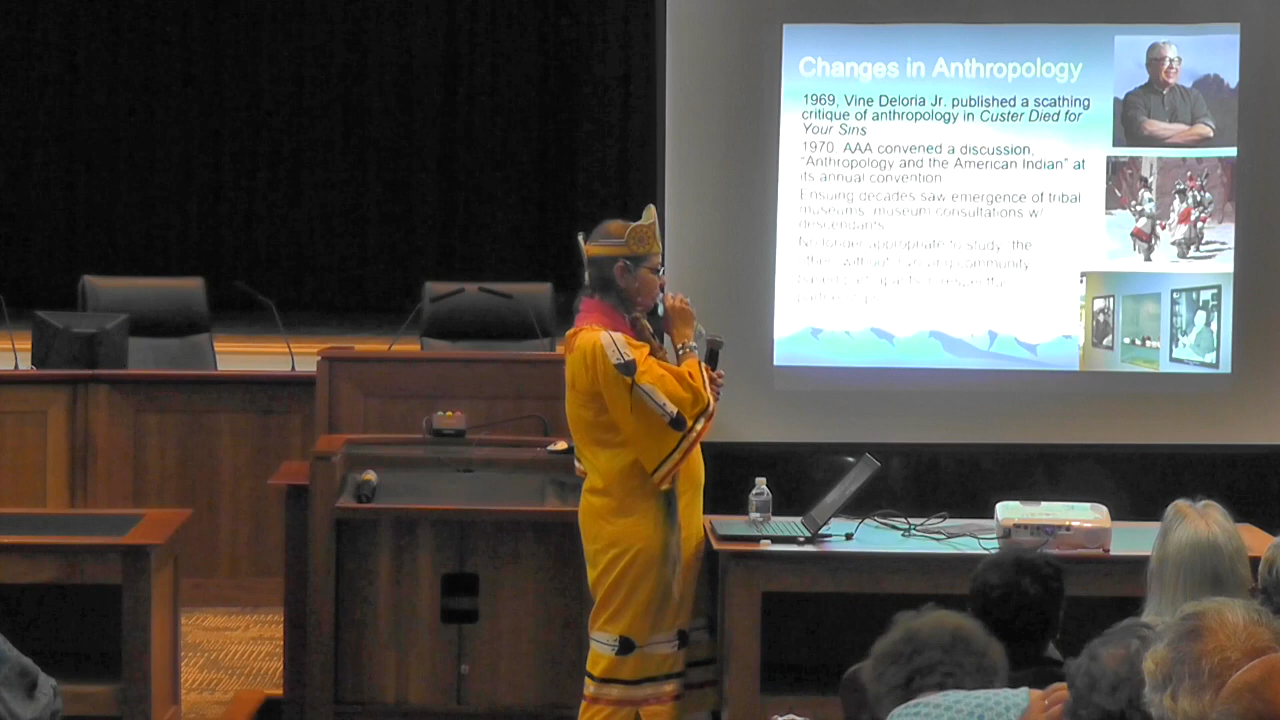 Changes in Anthropology
1969, Vine Deloria Jr. published a scathing
critique of anthropology in Custer Died for
Your Sins
1970, AAA convened a discussion,
"Anthropology and the American Indian" at
its annual convention
Ensuing decades saw emergence of tribal
museums, museum consultations w/
descendants
No longer appropriate to study "the
without community